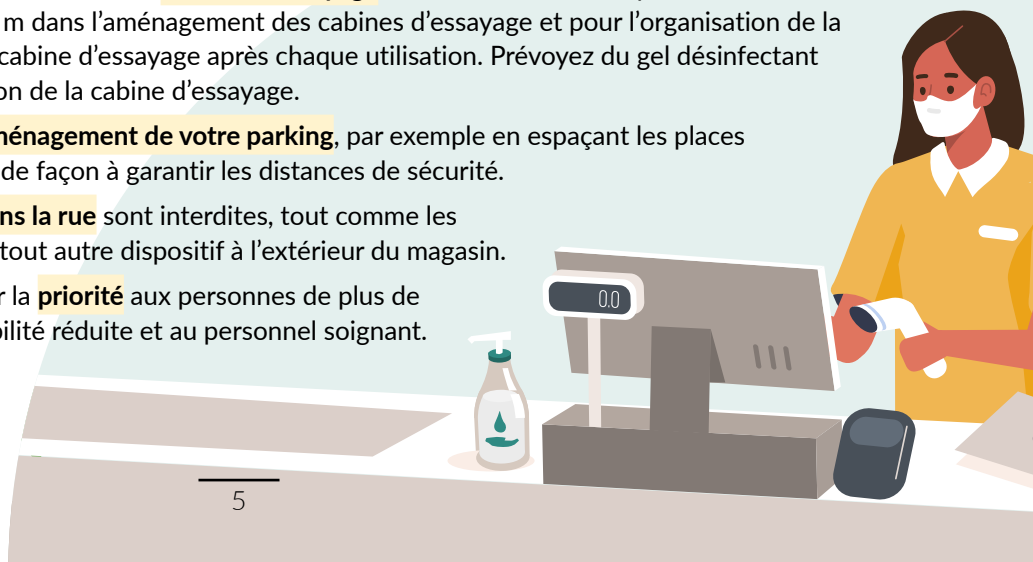 m dans l’aménagement des cabines d’essayage et pour l’organisation de la
cabine d’essayage après chaque utilisation. Prévoyez du gel désinfectant
on de la cabine d’essayage.
ménagement de votre parking, par exemple en espaçant les places
de façon à garantir les distances de sécurité.
ns la rue sont interdites, tout comme les
tout autre dispositif à l’extérieur du magasin.
r la priorité aux personnes de plus de
bilité réduite et au personnel soignant.
0.0
5